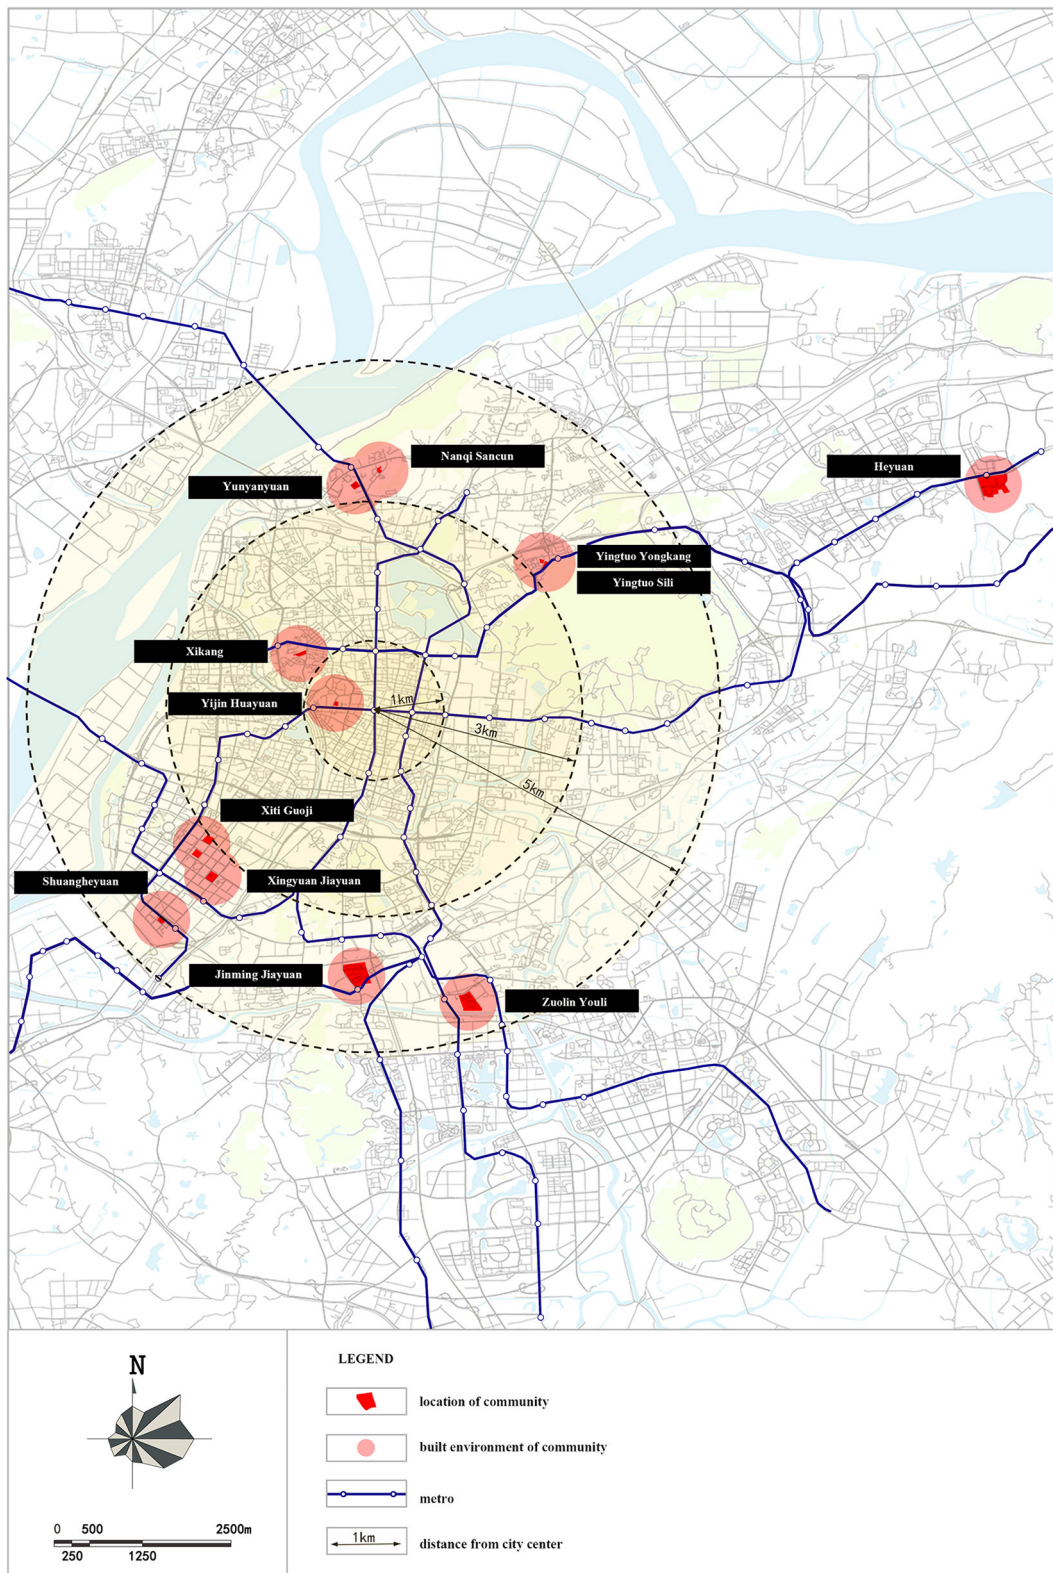 Nanqi Sancun
Yunyanyuan
Heyuan
Yingtuo Yongkang
Yingtuo Sili
Xikang
Yijin Huayuan
1km
3km
5km
Xiti Guoji
Shuangheyuan
Xingyuan Jiayuan
Jinming Jiayuan
Zuolin Youli
N
0 500 2500m
250 1250
LEGEND
location of community
built environment of community
metro
1km
distance from city center